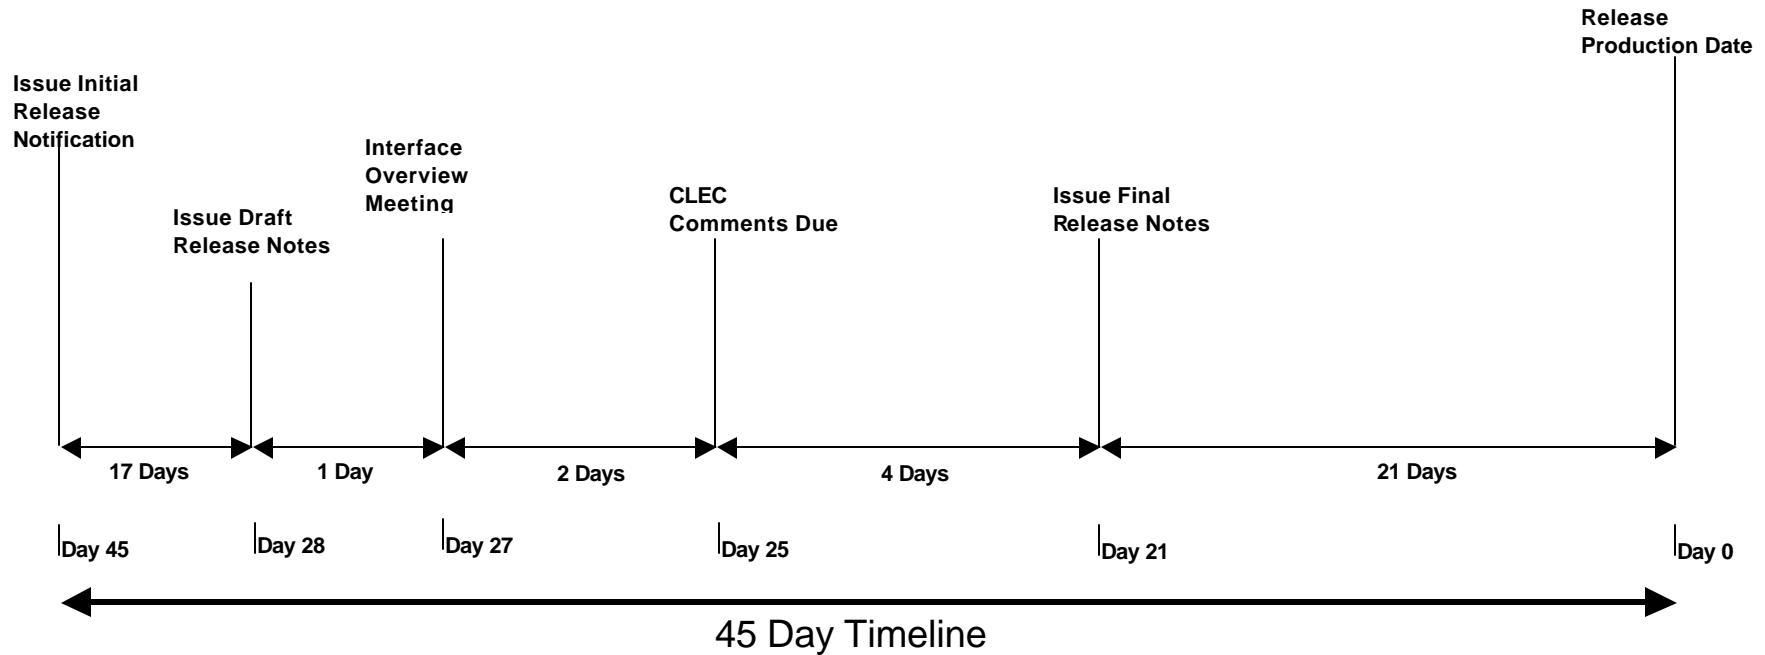 Release
Production Date
Issue Initial
Release
Notification
Interface
Overview
Meeting
CLEC
Comments Due
Issue Final
Release Notes
Issue Draft
Release Notes
17 Days
1 Day
2 Days
4 Days
21 Days
Day 45
Day 28
Day 27
Day 25
Day 21
Day 0
45 Day Timeline